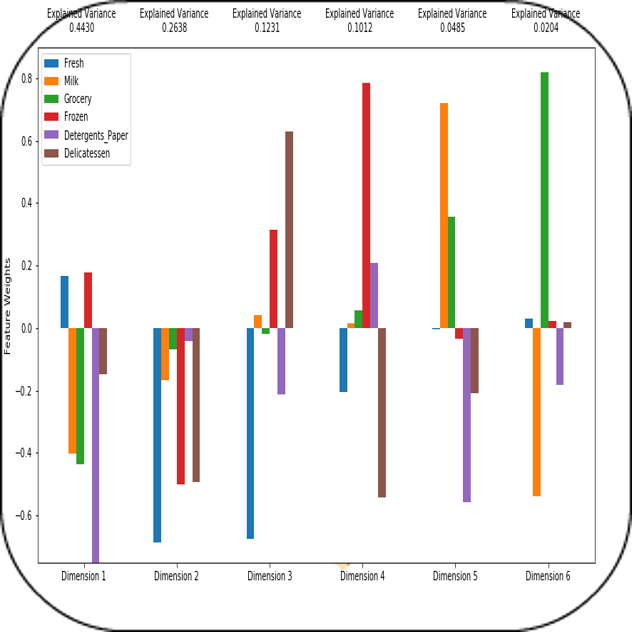 Explained Variance Explained Variance Explained Variance Explained Variance Explained Variance Explained Variance
0.4430 0.2638 0.1231 0.1012 0.0485 0.0204
Fresh
Milk
Grocery
Frozen
Detergents_Paper
Delicatessen
0.8
0.6
0.4
0.2
0.0
−0.2
−0.4
−0.6
Feature Weights
Dimension 1 Dimension 2 Dimension 3 Dimension 4 Dimension 5 Dimension 6